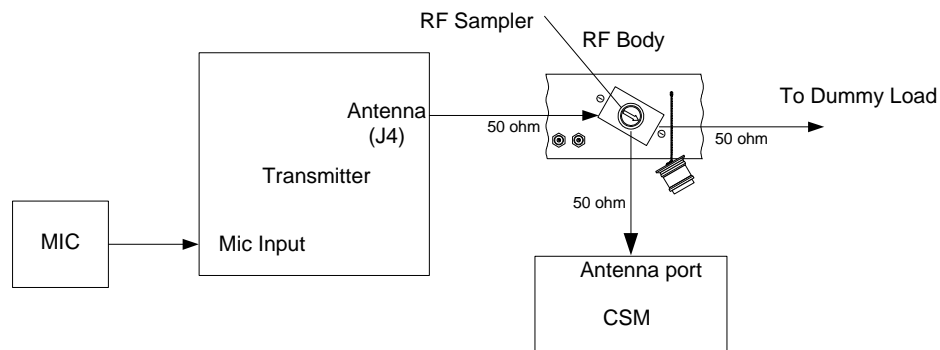 RF Sampler
RF Body
Antenna
(J4)
50 ohm
To Dummy Load
50 ohm
Transmitter
50 ohm
MIC
Mic Input
Antenna port
CSM